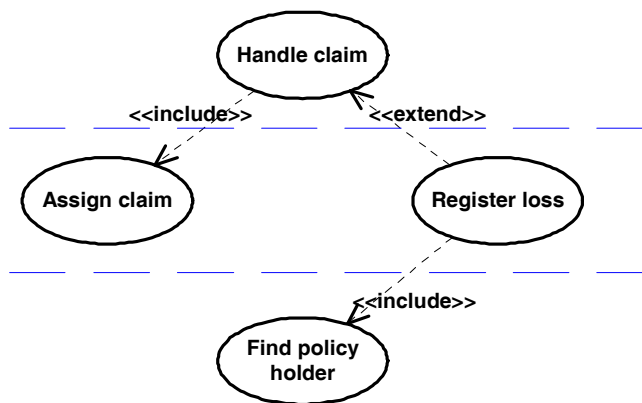 Handle claim
<<include>>
<<extend>>
Assign claim
Register loss
<<include>>
Find policy
holder